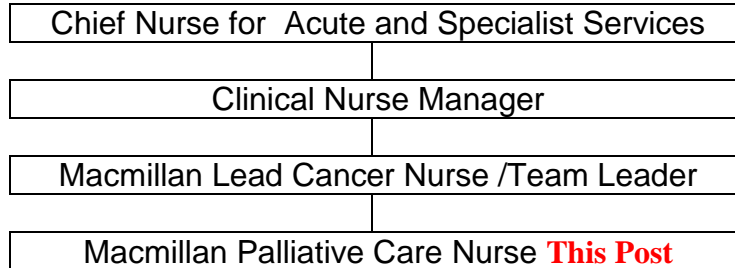 Chief Nurse for  Acute and Specialist Services
Clinical Nurse Manager
Macmillan Lead Cancer Nurse /Team Leader
Macmillan Palliative Care Nurse This Post